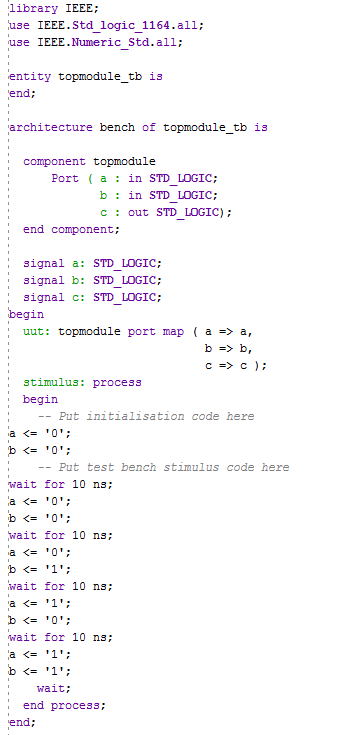 library IEEE;
use IEEE.Std_logic_1164.all;
use IEEE.Numeric_Std.all;

entity topmodule_tb is
end;

architecture bench of topmodule_tb is

  component topmodule
      Port ( a : in STD_LOGIC;
             b : in STD_LOGIC;
             c : out STD_LOGIC);
  end component;

  signal a: STD_LOGIC;
  signal b: STD_LOGIC;
  signal c: STD_LOGIC;
begin
  uut: topmodule port map ( a => a,
                            b => b,
                            c => c );
  stimulus: process
  begin
    -- Put initialisation code here
a <= '0';
b <= '0';
    -- Put test bench stimulus code here
wait for 10 ns;
a <= '0';
b <= '0';
wait for 10 ns;
a <= '0';
b <= '1';
wait for 10 ns;
a <= '1';
b <= '0';
wait for 10 ns;
a <= '1';
b <= '1';
    wait;
  end process;
end;